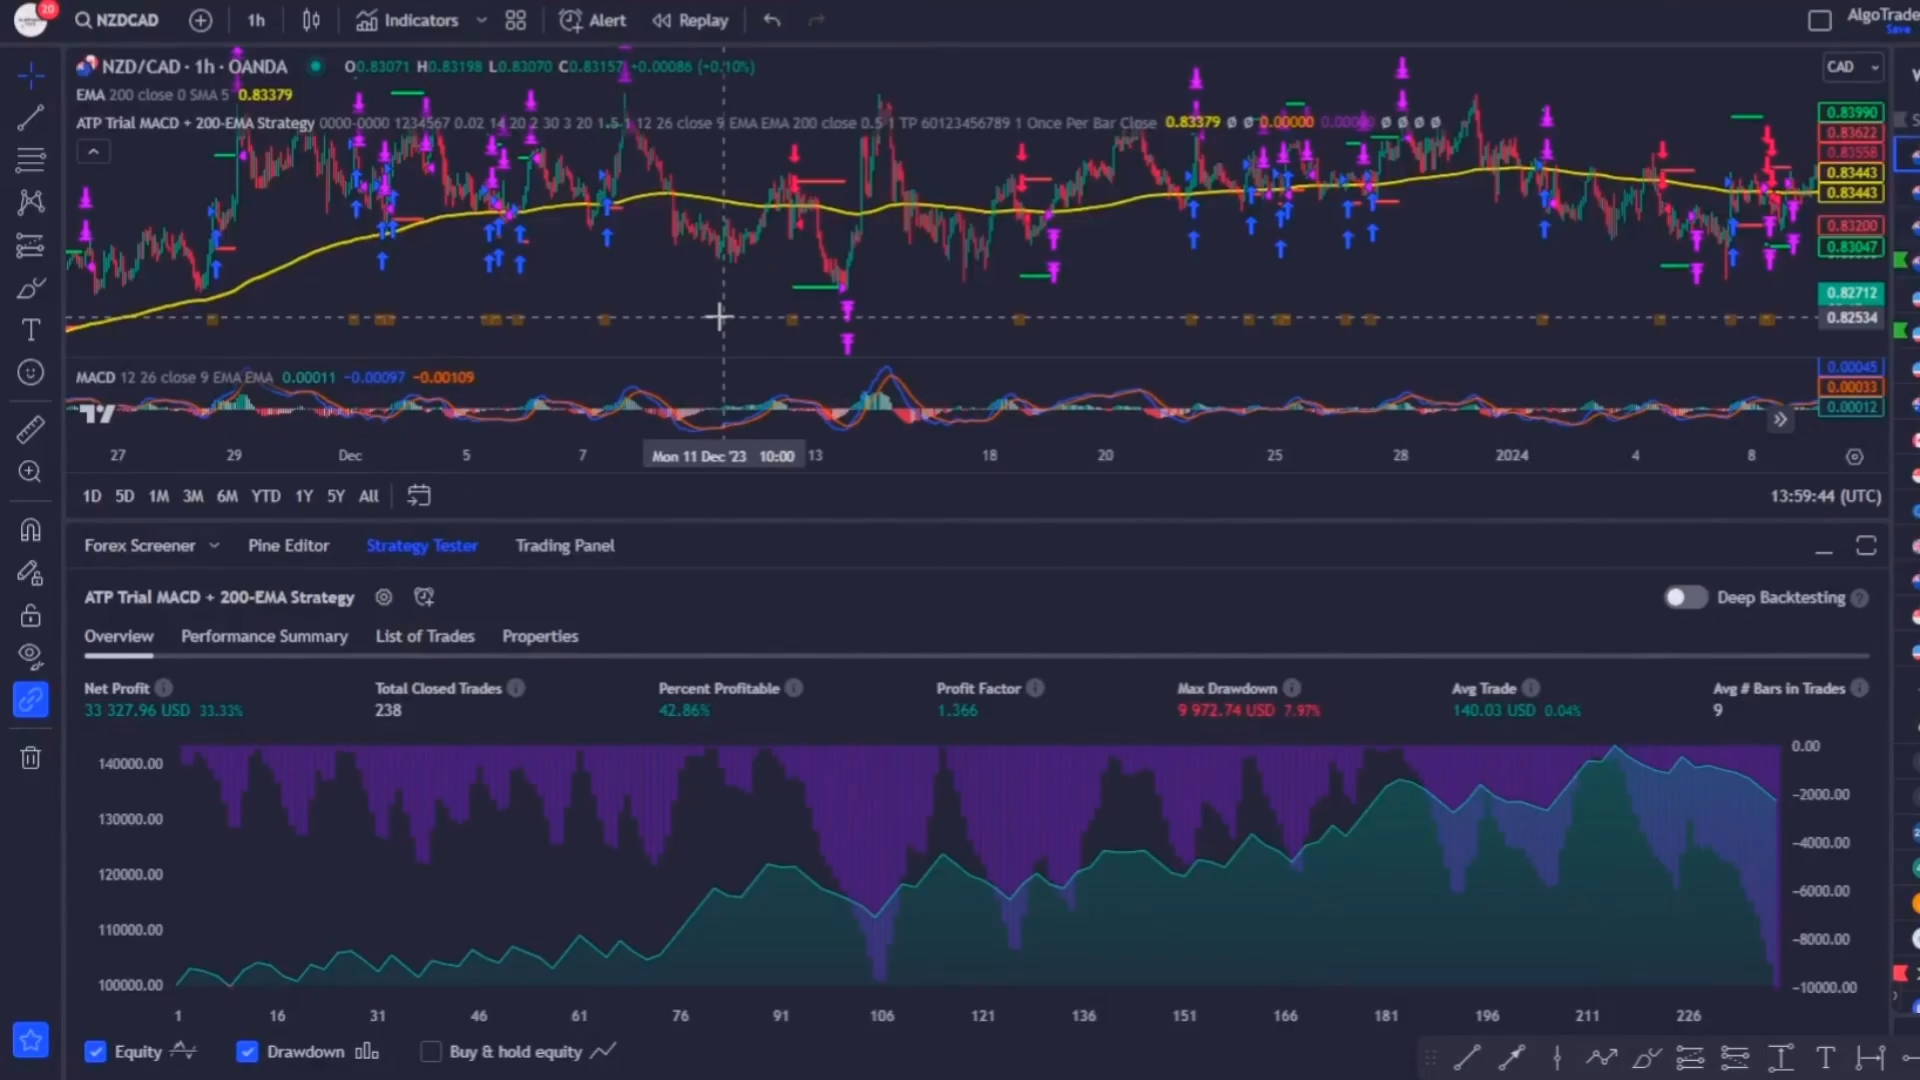 20
NZDCAD 1h Indicators Alert Replay AlgoTrade
Save
NZD/CAD · 1h · OANDA O0.83071 H0.83198 L0.83070 C0.83157 +0.00086 (+0.10%) CAD
EMA 200 close 0 SMA 5 0.83379
ATP Trial MACD + 200-EMA Strategy 0000-0000 1234567 0.02 14 20 2 30 3 20 1.5 1 12 26 close 9 EMA EMA 200 close 0.5 1 TP 60123456789 1 Once Per Bar Close 0.83379 ø ø 0.00000 0.00000 ø ø ø ø
0.83990
0.83622
0.83558
0.83443
0.83443
0.83200
0.83047
0.82712
0.82534
MACD 12 26 close 9 EMA EMA 0.00011 −0.00097 −0.00109
0.00045
0.00033
0.00012
27 29 Dec 5 7 Mon 11 Dec '23 10:00 13 18 20 25 28 2024 4 8
1D 5D 1M 3M 6M YTD 1Y 5Y All 13:59:44 (UTC)
Forex Screener Pine Editor Strategy Tester Trading Panel
ATP Trial MACD + 200-EMA Strategy Deep Backtesting
Overview Performance Summary List of Trades Properties
Net Profit Total Closed Trades Percent Profitable Profit Factor Max Drawdown Avg Trade Avg # Bars in Trades
33 327.96 USD 33.33% 238 42.86% 1.366 9 972.74 USD 7.97% 140.03 USD 0.04% 9
140000.00
130000.00
120000.00
110000.00
100000.00
0.00
−2000.00
−4000.00
−6000.00
−8000.00
−10000.00
1 16 31 46 61 76 91 106 121 136 151 166 181 196 211 226
Equity Drawdown Buy & hold equity